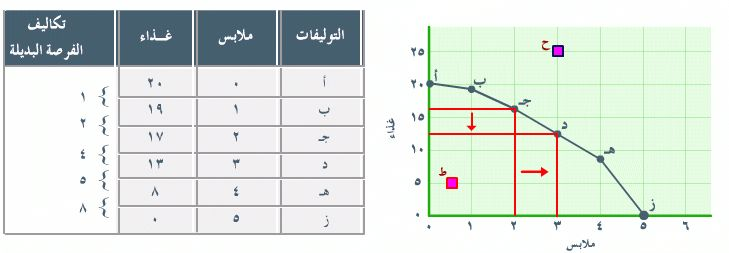 التوليفات ملابس غــذاء تكاليف الفرصة البديلة
أ ٠ ٢٠
١
ب ١ ١٩
٢
جـ ٢ ١٧
٤
د ٣ ١٣
٥
هـ ٤ ٨
٨
ز ٥ ٠
غذاء
٢٥
٢٠
١٥
١٠
٥
٠
ح
أ
ب
جـ
د
هـ
ز
ط
٠ ١ ٢ ٣ ٤ ٥ ٦
ملابس